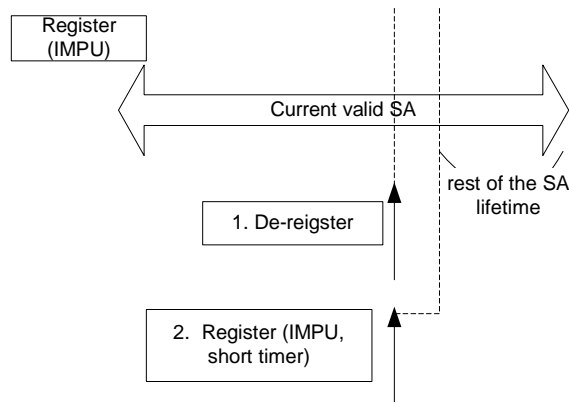 Register
(IMPU)
Current valid SA
rest of the SA
lifetime
1. De-reigster
2. Register (IMPU,
short timer)